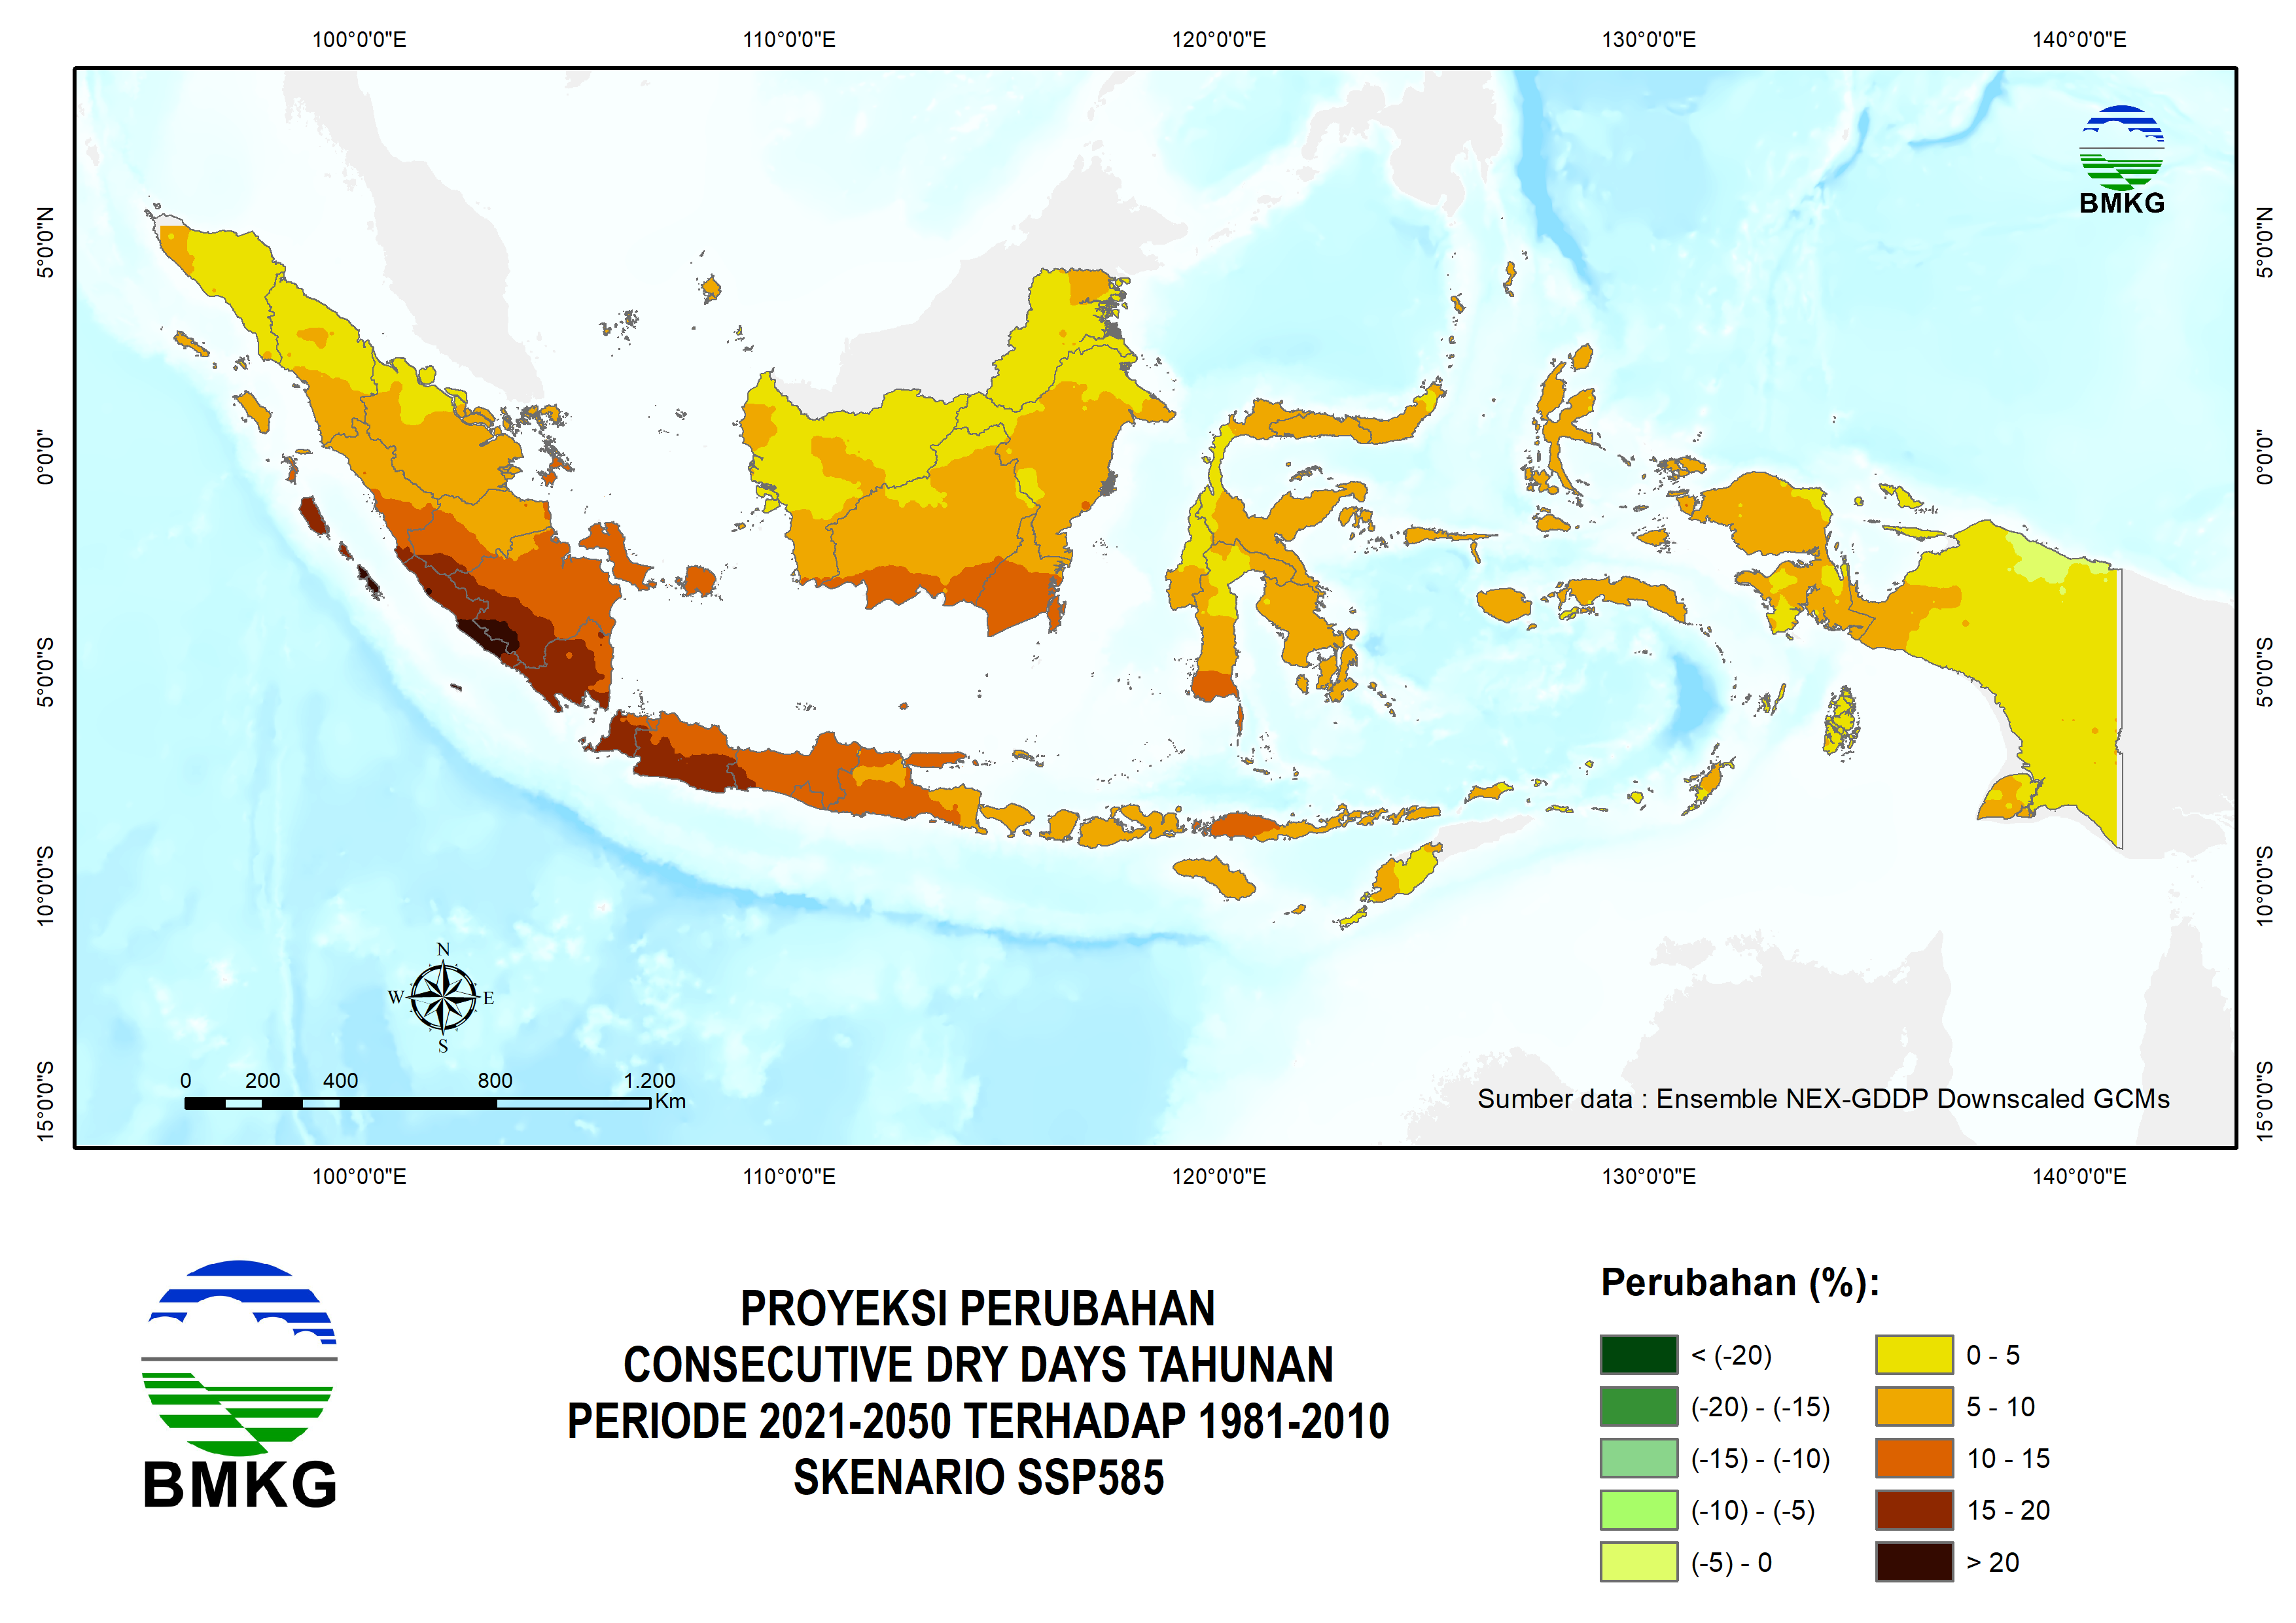 100°0'0"E 110°0'0"E 120°0'0"E 130°0'0"E 140°0'0"E
5°0'0"N
0°0'0"
5°0'0"S
10°0'0"S
15°0'0"S
BMKG
5°0'0"N
0°0'0"
5°0'0"S
10°0'0"S
15°0'0"S
N
W E
S
0 200 400 800 1.200
Km
Sumber data : Ensemble NEX-GDDP Downscaled GCMs
100°0'0"E 110°0'0"E 120°0'0"E 130°0'0"E 140°0'0"E
BMKG
PROYEKSI PERUBAHAN
CONSECUTIVE DRY DAYS TAHUNAN
PERIODE 2021-2050 TERHADAP 1981-2010
SKENARIO SSP585
Perubahan (%):
< (-20)
(-20) - (-15)
(-15) - (-10)
(-10) - (-5)
(-5) - 0
0 - 5
5 - 10
10 - 15
15 - 20
> 20